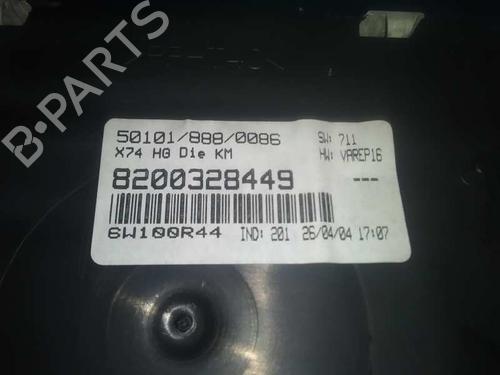 50101/888/0086
SW: 711
X74 HG Die KM
HW: VAREP16
8200328449
---
6W100R44
IND: 201
26/04/04 17:07
B-PARTS